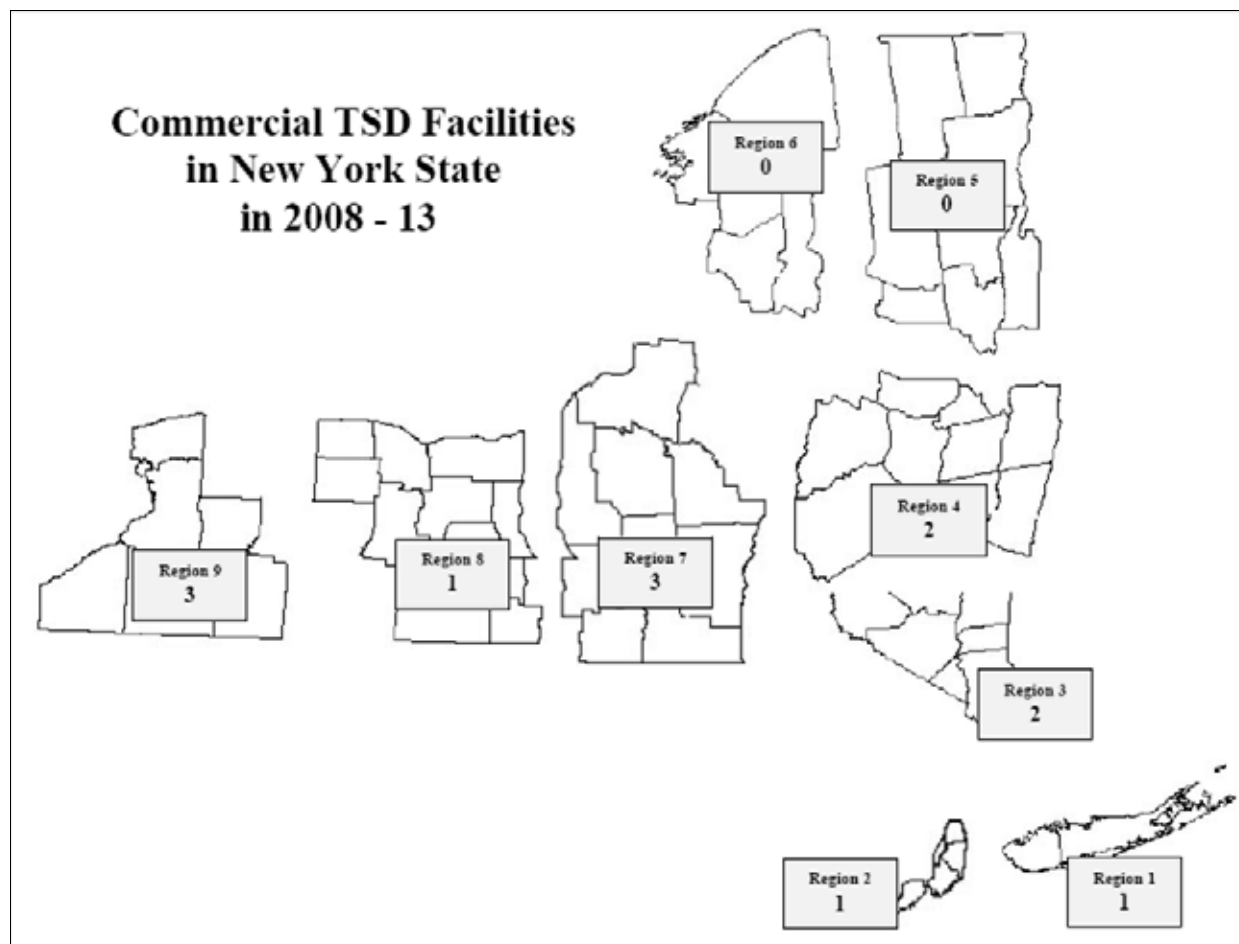 Commercial TSD Facilities
in New York State
in 2008 - 13
Region 6
0
Region 5
0
Region 9
3
Region 8
1
Region 7
3
Region 4
2
Region 3
2
Region 2
1
Region 1
1